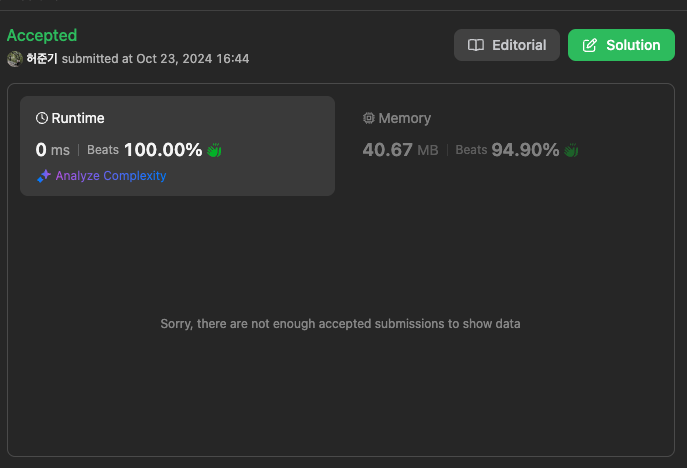 Accepted
허준기 submitted at Oct 23, 2024 16:44
Editorial
Solution
Runtime
0 ms | Beats 100.00%
Analyze Complexity
Memory
40.67 MB | Beats 94.90%
Sorry, there are not enough accepted submissions to show data